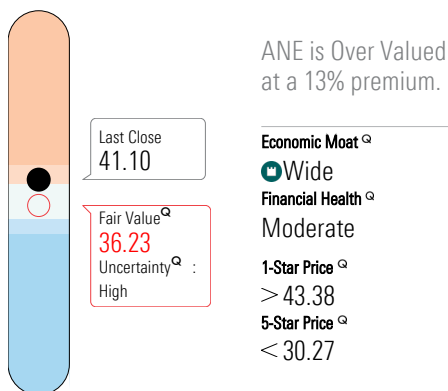 ANE is Over Valued
at a 13% premium.
Last Close
41.10
Fair Value Q
36.23
Uncertainty Q :
High
Economic Moat Q
Wide
Financial Health Q
Moderate
1-Star Price Q
>43.38
5-Star Price Q
<30.27